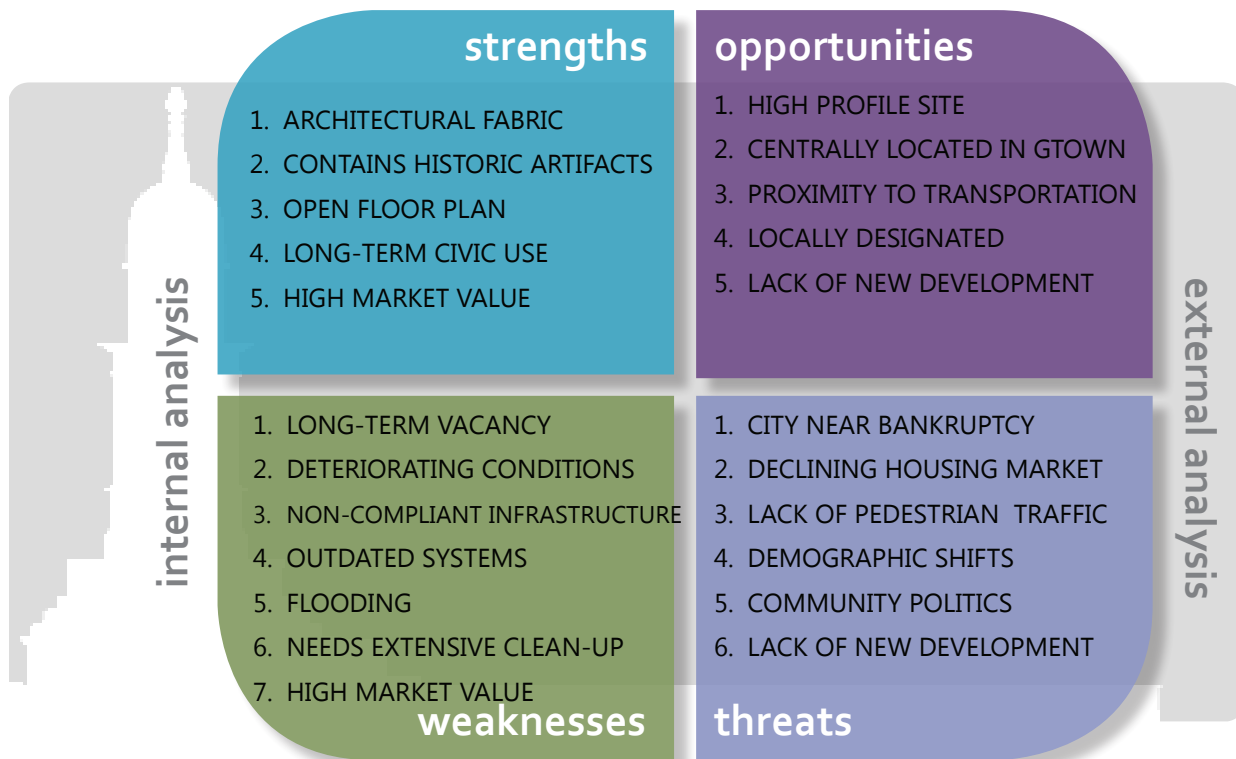 strengths
1. ARCHITECTURAL FABRIC
2. CONTAINS HISTORIC ARTIFACTS
3. OPEN FLOOR PLAN
4. LONG-TERM CIVIC USE
5. HIGH MARKET VALUE
opportunities
1. HIGH PROFILE SITE
2. CENTRALLY LOCATED IN GTOWN
3. PROXIMITY TO TRANSPORTATION
4. LOCALLY DESIGNATED
5. LACK OF NEW DEVELOPMENT
internal analysis
external analysis
1. LONG-TERM VACANCY
2. DETERIORATING CONDITIONS
3. NON-COMPLIANT INFRASTRUCTURE
4. OUTDATED SYSTEMS
5. FLOODING
6. NEEDS EXTENSIVE CLEAN-UP
7. HIGH MARKET VALUE
weaknesses
1. CITY NEAR BANKRUPTCY
2. DECLINING HOUSING MARKET
3. LACK OF PEDESTRIAN  TRAFFIC
4. DEMOGRAPHIC SHIFTS
5. COMMUNITY POLITICS
6. LACK OF NEW DEVELOPMENT
threats